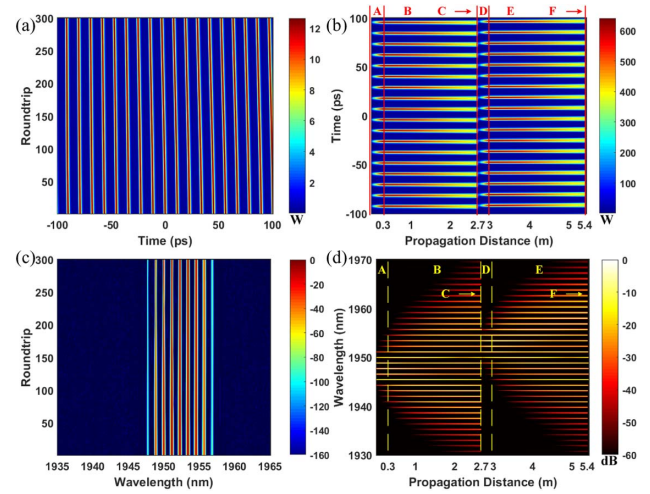 (a)
300
250
200
150
100
50
Roundtrip
-100 -50 0 50 100
Time (ps)
12
10
8
6
4
2
W
(b)
A B C → D E F →
100
50
0
-50
-100
Time (ps)
0.3 1 2 2.7 3 4 5 5.4
Propagation Distance (m)
600
500
400
300
200
100
W
(c)
300
250
200
150
100
50
Roundtrip
1935 1940 1945 1950 1955 1960 1965
Wavelength (nm)
0
-20
-40
-60
-80
-100
-120
-140
-160
(d)
A B D E
C → F →
1970
1960
1950
1940
1930
Wavelength (nm)
0.3 1 2 2.7 3 4 5 5.4
Propagation Distance (m)
0
-10
-20
-30
-40
-50
-60
dB